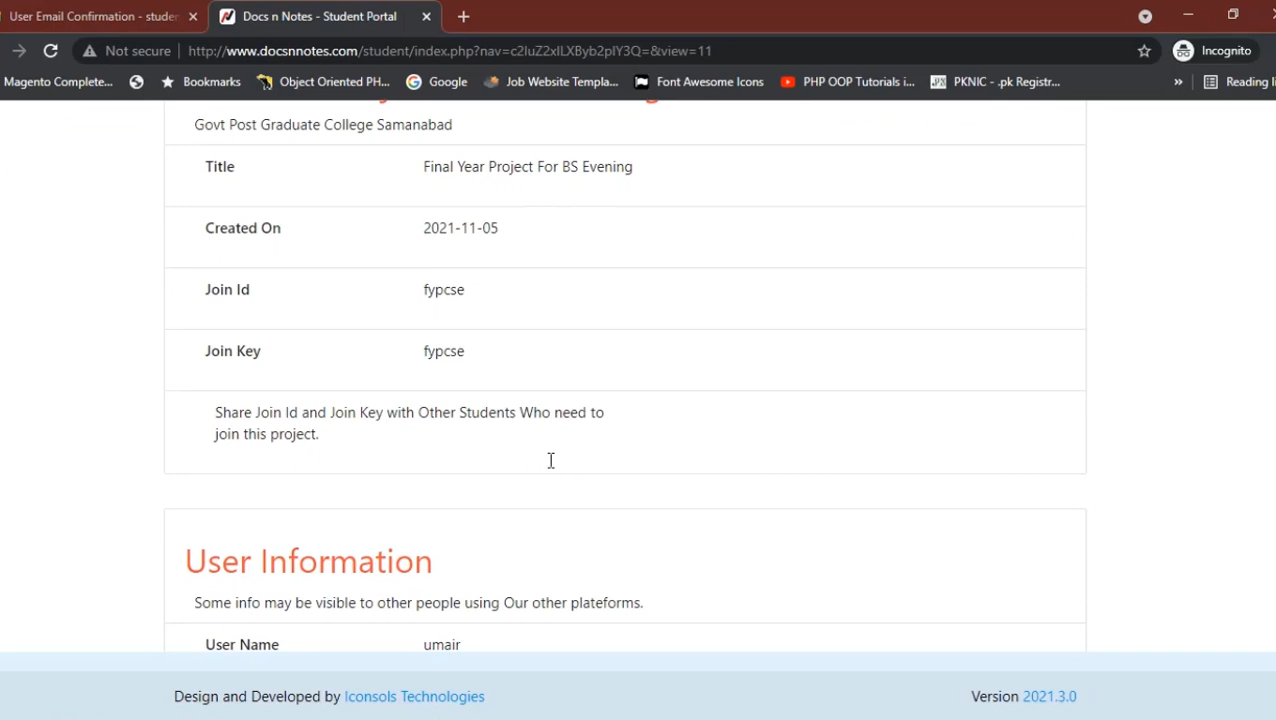 User Email Confirmation - studer
Docs n Notes - Student Portal
Not secure
http://www.docsnnotes.com/student/index.php?nav=c2luZ2xlLXByb2plY3Q=&view=11
Incognito
Magento Complete...
Bookmarks
Object Oriented PH...
Google
Job Website Templa...
Font Awesome Icons
PHP OOP Tutorials i...
PKNIC - .pk Registr...
»
Reading li
Govt Post Graduate College Samanabad
Title Final Year Project For BS Evening
Created On 2021-11-05
Join Id fypcse
Join Key fypcse
Share Join Id and Join Key with Other Students Who need to
join this project.
User Information
Some info may be visible to other people using Our other plateforms.
User Name umair
Design and Developed by Iconsols Technologies
Version 2021.3.0